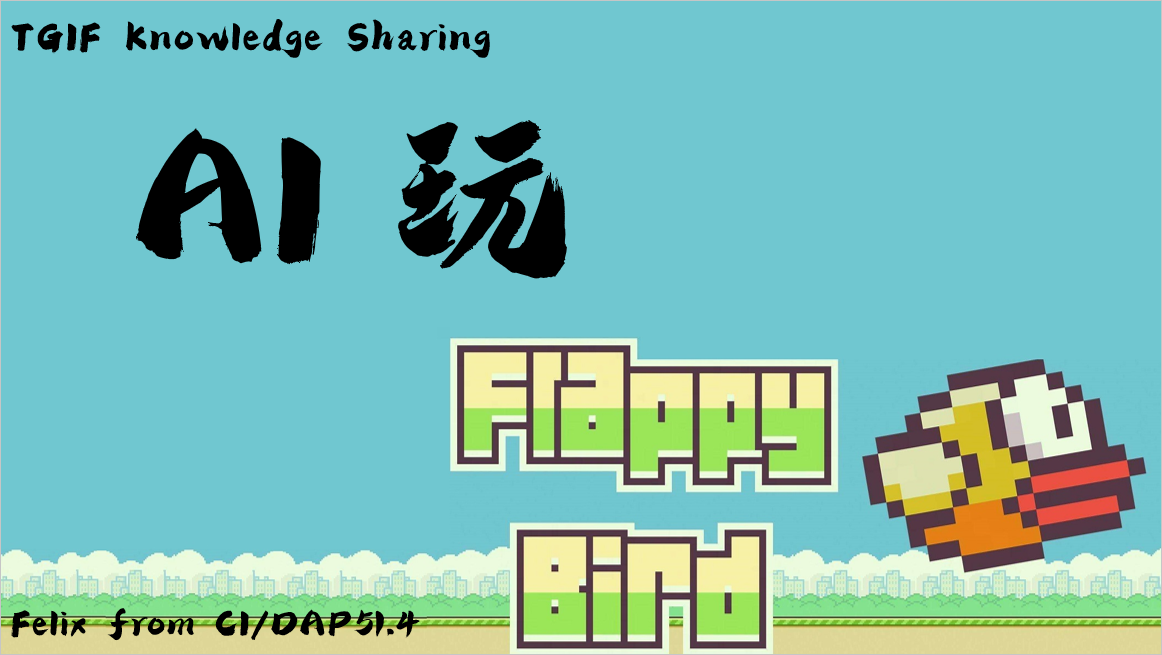 TGIF Knowledge Sharing
AI 玩
Flappy
Bird
Felix from CI/DAP51.4